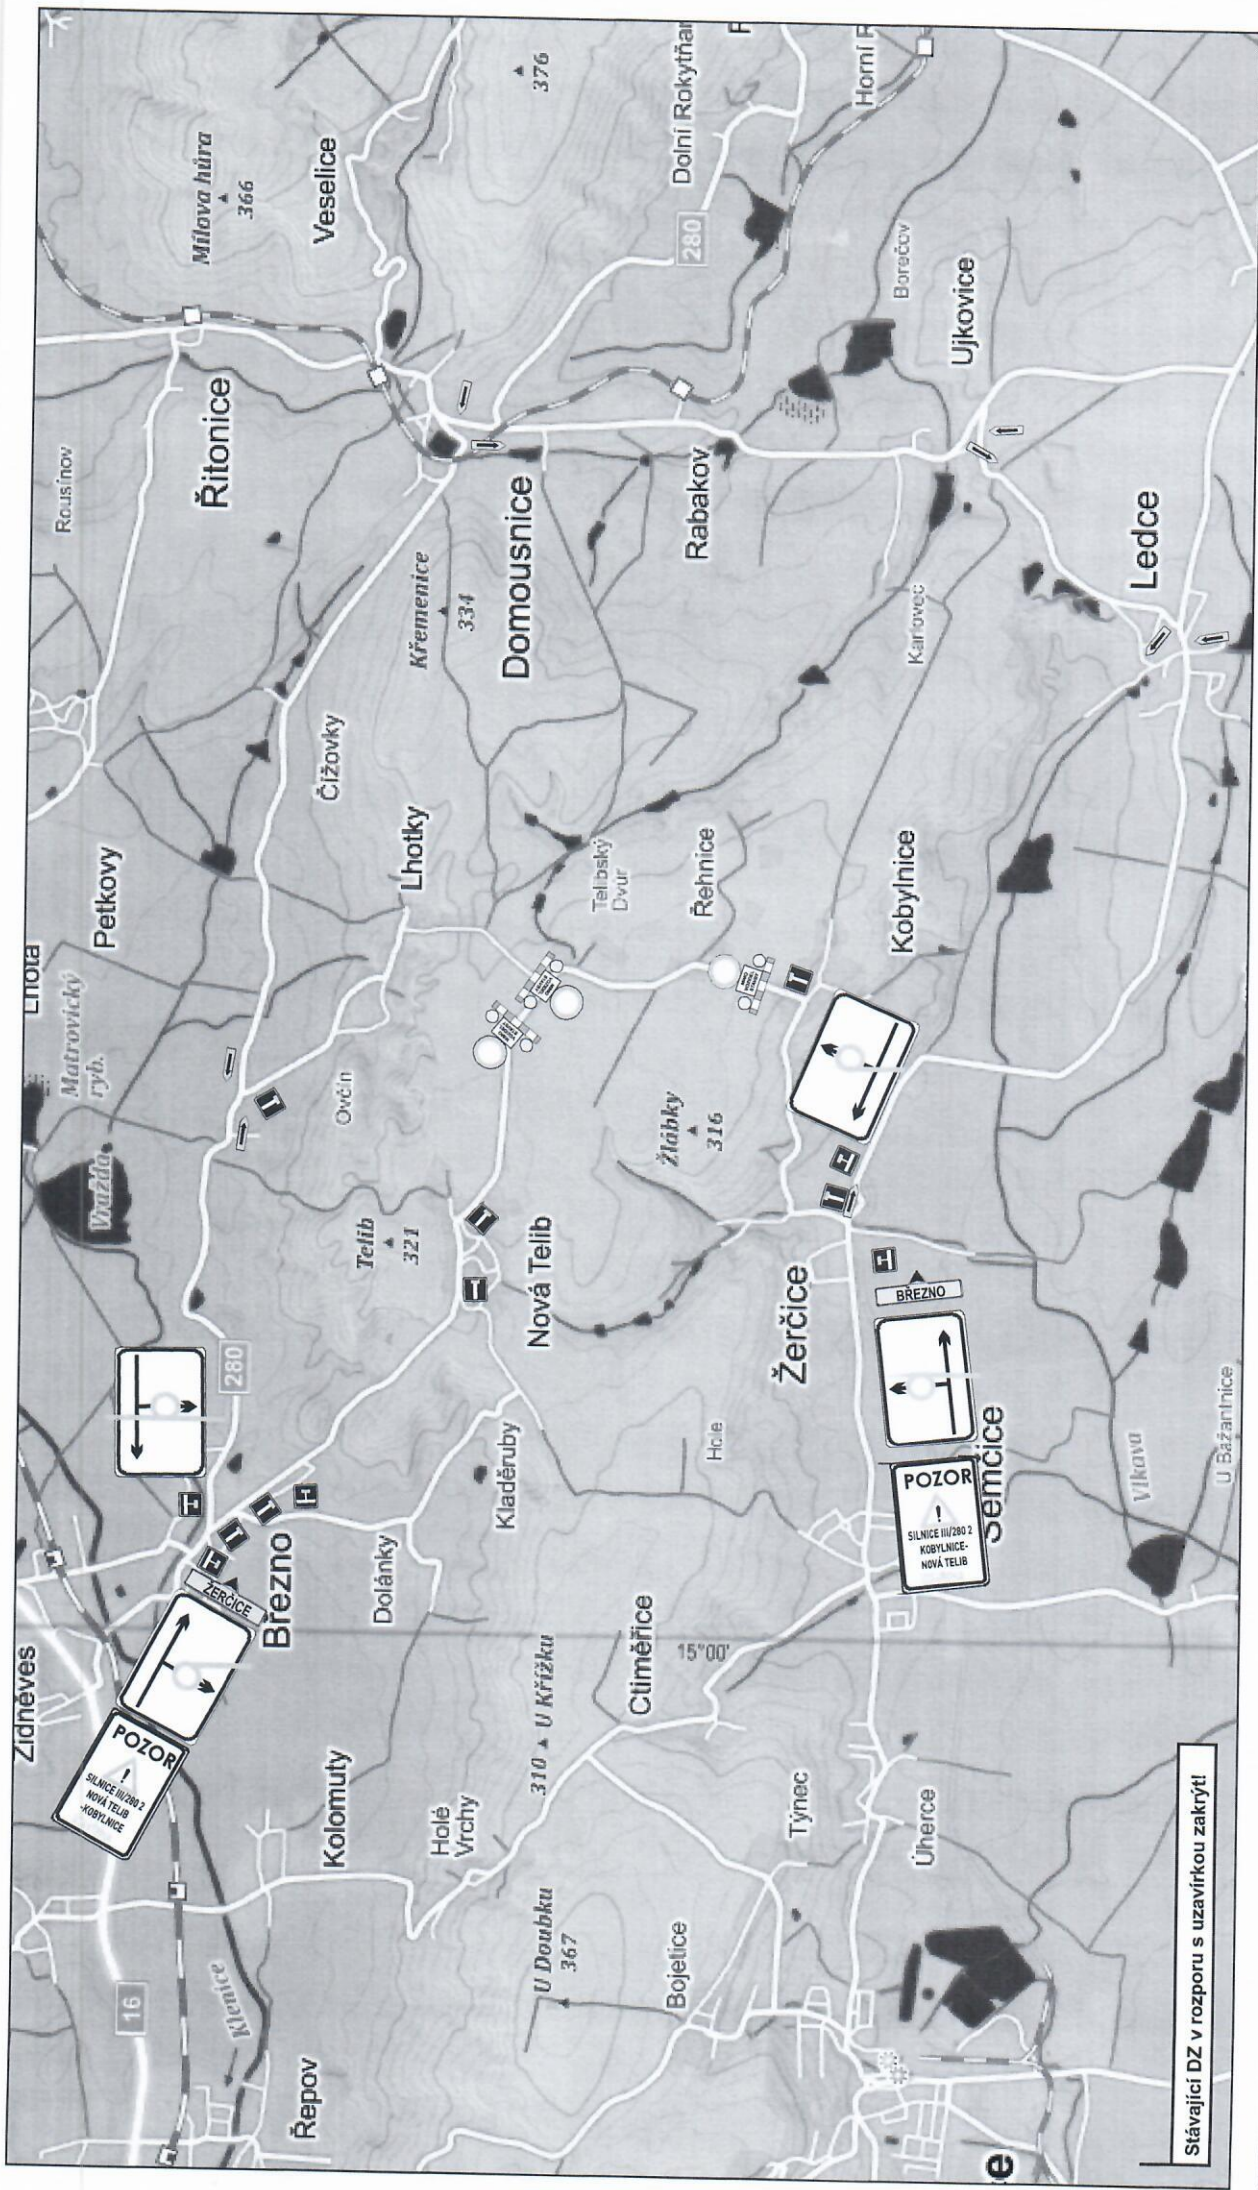 Židněves
POZOR
!
SILNICE III/280 2
NOVÁ TELIB
-KOBYLNICE
ŽERČICE
Březno
280
Vražda
Matrovický
ryb.
Lhota
Petkovy
Rousínov
Řitonice
Milova hůra
366
Veselice
376
Dolní Rokytňan
280
Horní R
Borečov
Ujkovice
Čížovky
Křemenice
334
Domousnice
Rabakov
Karlovec
Ledce
Lhotky
Ovčín
Telibský
Dvůr
Řehnice
Kobylnice
Telib
321
Nová Telib
Žlábky
316
Žerčice
BŘEZNO
Kladěruby
Hole
Dolánky
POZOR
!
SILNICE III/280 2
KOBYLNICE-
NOVÁ TELIB
Semčice
Vlkava
U Bažantnice
Ctiměřice
15°00'
310 U Křížku
Kolomuty
Holé
Vrchy
Týnec
Úherce
U Doubku
367
Bojetice
16
Klenice
Řepov
e
Stávající DZ v rozporu s uzavírkou zakrýt!